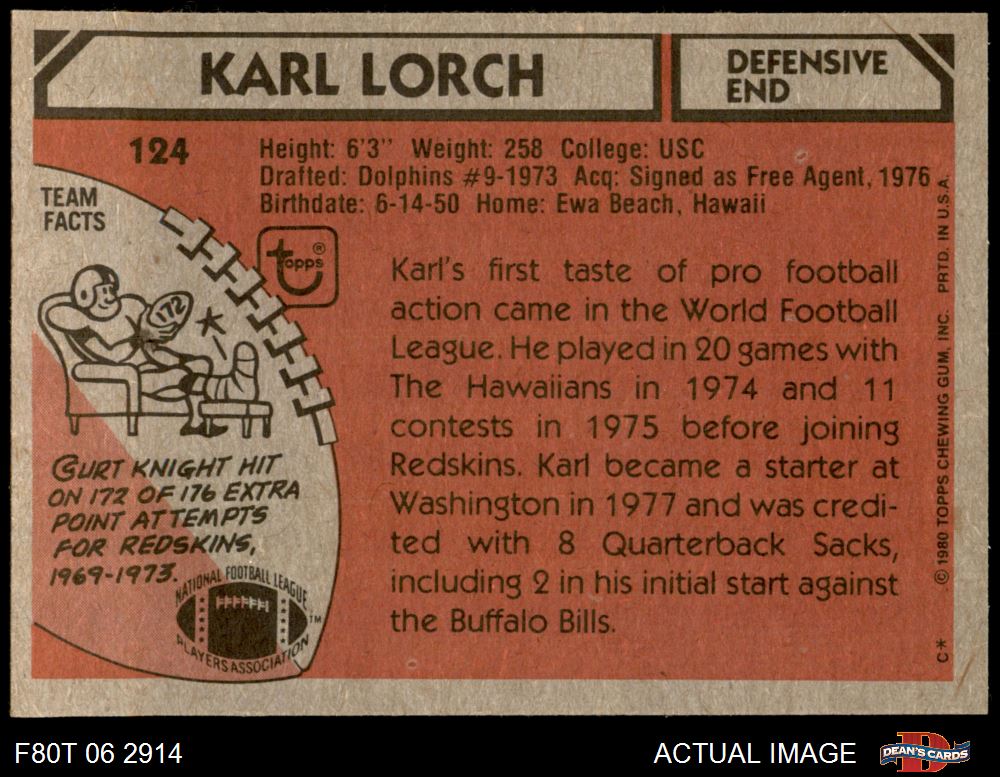 KARL LORCH
DEFENSIVE
END
124
Height: 6'3" Weight: 258 College: USC
Drafted: Dolphins #9-1973 Acq: Signed as Free Agent, 1976
Birthdate: 6-14-50 Home: Ewa Beach, Hawaii
TEAM
FACTS
172
CURT KNIGHT HIT
ON 172 OF 176 EXTRA
POINT ATTEMPTS
FOR REDSKINS,
1969-1973.
NATIONAL FOOTBALL LEAGUE
PLAYERS ASSOCIATION
TM
topps®
Karl's first taste of pro football
action came in the World Football
League. He played in 20 games with
The Hawaiians in 1974 and 11
contests in 1975 before joining
Redskins. Karl became a starter at
Washington in 1977 and was credi-
ted with 8 Quarterback Sacks,
including 2 in his initial start against
the Buffalo Bills.
© 1980 TOPPS CHEWING GUM, INC. PRTD. IN U.S.A.
C*
F80T 06 2914
ACTUAL IMAGE
D
DEAN'S CARDS